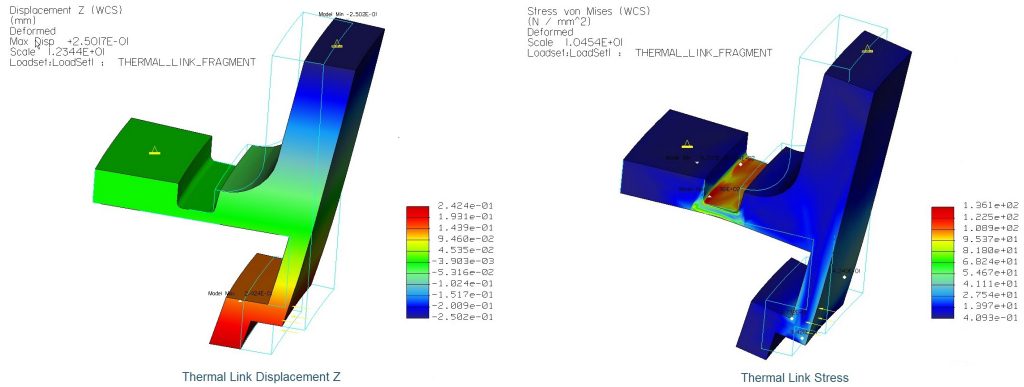 Displacement Z (WCS)
(mm)
Deformed
Max Disp +2.5017E-01
Scale 1.2344E+01
Loadset:LoadSet1 : THERMAL_LINK_FRAGMENT
Model Min -2.502E-01
2.424e-01
1.931e-01
1.439e-01
9.460e-02
4.535e-02
-3.903e-03
-5.316e-02
-1.024e-01
-1.517e-01
-2.009e-01
-2.502e-01
Thermal Link Displacement Z
Stress von Mises (WCS)
(N / mm^2)
Deformed
Scale 1.0454E+01
Loadset:LoadSet1 : THERMAL_LINK_FRAGMENT
1.361e+02
1.225e+02
1.089e+02
9.537e+01
8.180e+01
6.824e+01
5.467e+01
4.111e+01
2.754e+01
1.397e+01
4.093e-01
Thermal Link Stress